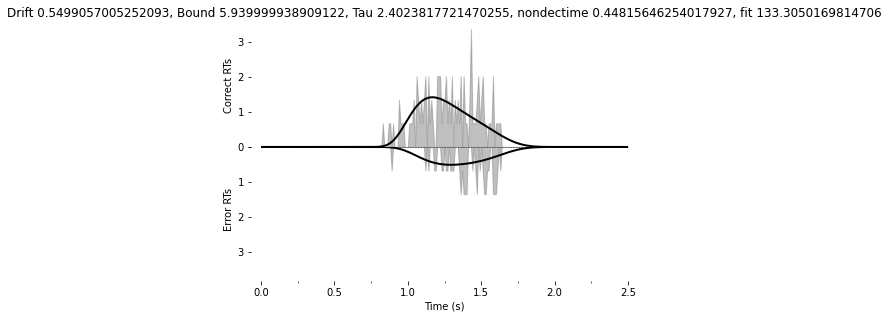 Drift 0.5499057005252093, Bound 5.939999938909122, Tau 2.4023817721470255, nondectime 0.44815646254017927, fit 133.3050169814706
3
2
1
0
1
2
3
Correct RTs
Error RTs
0.0 0.5 1.0 1.5 2.0 2.5
Time (s)